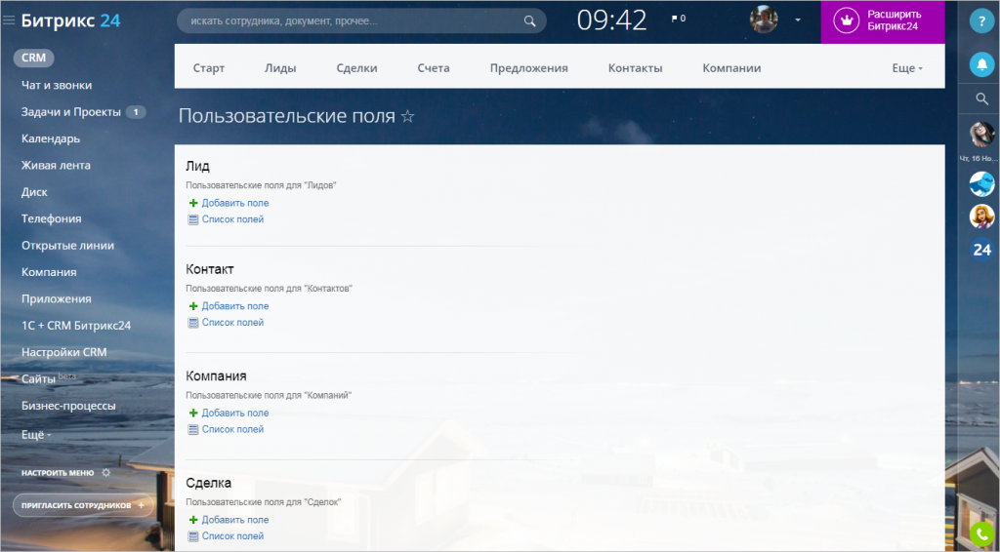 Битрикс 24
искать сотрудника, документ, прочее...
09:42
0
Расширить
Битрикс24
?
CRM
Чат и звонки
Задачи и Проекты 1
Календарь
Живая лента
Диск
Телефония
Открытые линии
Компания
Приложения
1С + CRM Битрикс24
Настройки CRM
Сайты beta
Бизнес-процессы
Ещё
НАСТРОИТЬ МЕНЮ
ПРИГЛАСИТЬ СОТРУДНИКОВ +
Старт Лиды Сделки Счета Предложения Контакты Компании Еще
Пользовательские поля
Лид
Пользовательские поля для "Лидов"
Добавить поле
Список полей
Контакт
Пользовательские поля для "Контактов"
Добавить поле
Список полей
Компания
Пользовательские поля для "Компаний"
Добавить поле
Список полей
Сделка
Пользовательские поля для "Сделок"
Добавить поле
Список полей
Чт, 16 Но...
24